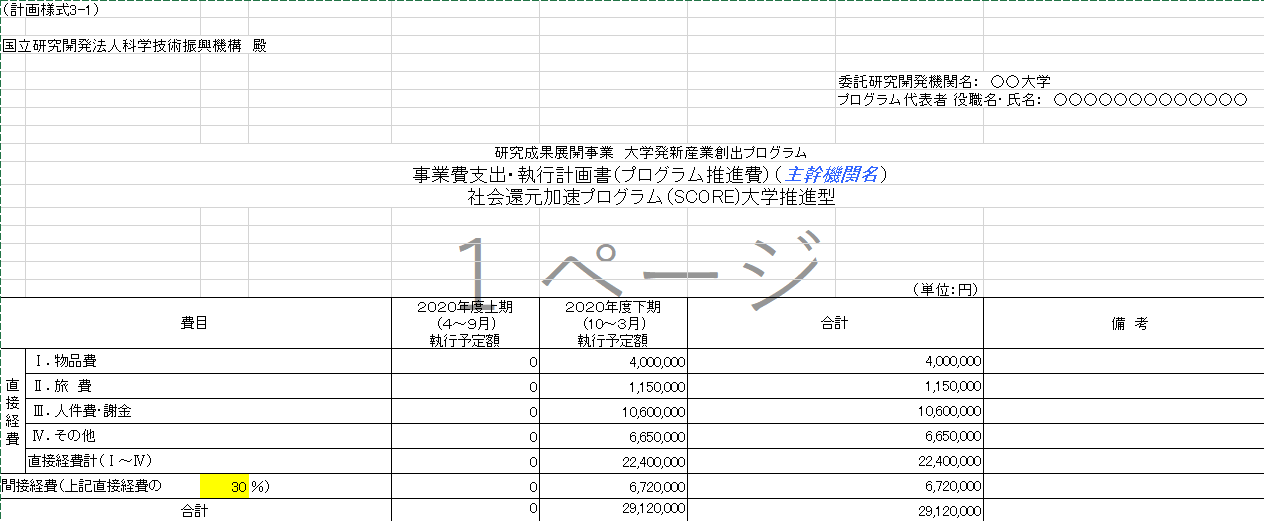 (計画様式3-1)
国立研究開発法人科学技術振興機構 殿
委託研究開発機関名: 〇〇大学
プログラム代表者 役職名・氏名: 〇〇〇〇〇〇〇〇〇〇〇〇〇
研究成果展開事業 大学発新産業創出プログラム
事業費支出・執行計画書(プログラム推進費)(主幹機関名)
社会還元加速プログラム(SCORE)大学推進型
1 ページ
(単位:円)
費目 2020年度上期(4~9月)執行予定額 2020年度下期(10~3月)執行予定額 合計 備 考
直接経費
Ⅰ.物品費 0 4,000,000 4,000,000
Ⅱ.旅 費 0 1,150,000 1,150,000
Ⅲ.人件費・謝金 0 10,600,000 10,600,000
Ⅳ.その他 0 6,650,000 6,650,000
直接経費計(Ⅰ~Ⅳ) 0 22,400,000 22,400,000
間接経費(上記直接経費の 30 %) 0 6,720,000 6,720,000
合計 0 29,120,000 29,120,000